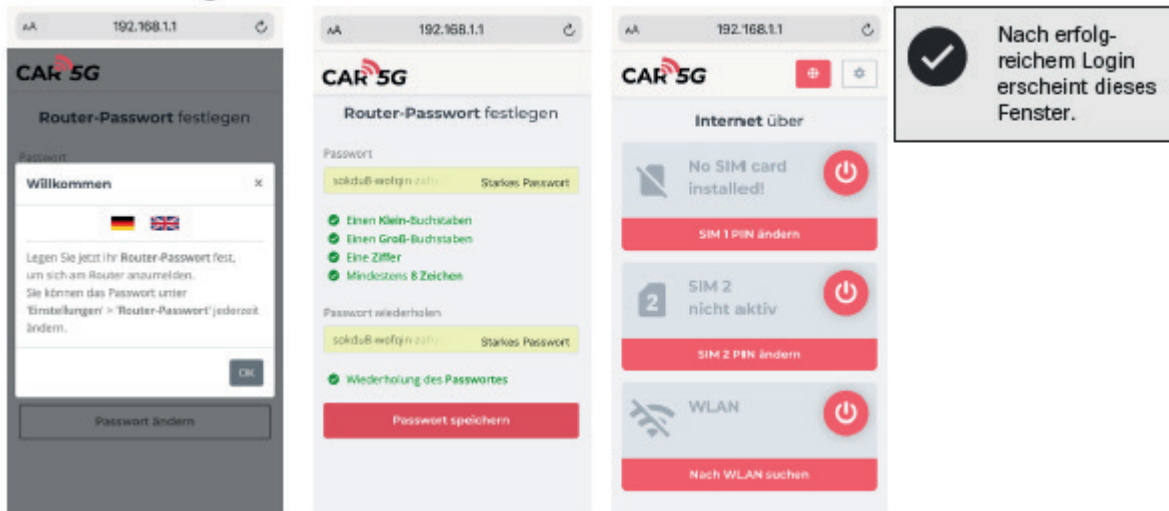 AA 192.168.1.1
CAR 5G
Router-Passwort festlegen
Passwort
Willkommen ×
Legen Sie jetzt Ihr Router-Passwort fest,
um sich am Router anzumelden.
Sie können das Passwort unter
'Einstellungen' > 'Router-Passwort' jederzeit
ändern.
OK
Passwort ändern
AA 192.168.1.1
CAR 5G
Router-Passwort festlegen
Passwort
Starkes Passwort
Einen Klein-Buchstaben
Einen Groß-Buchstaben
Eine Ziffer
Mindestens 8 Zeichen
Passwort wiederholen
Starkes Passwort
Wiederholung des Passwortes
Passwort speichern
AA 192.168.1.1
CAR 5G
Internet über
No SIM card
installed!
SIM 1 PIN ändern
2
SIM 2
nicht aktiv
SIM 2 PIN ändern
WLAN
Nach WLAN suchen
Nach erfolg-
reichem Login
erscheint dieses
Fenster.